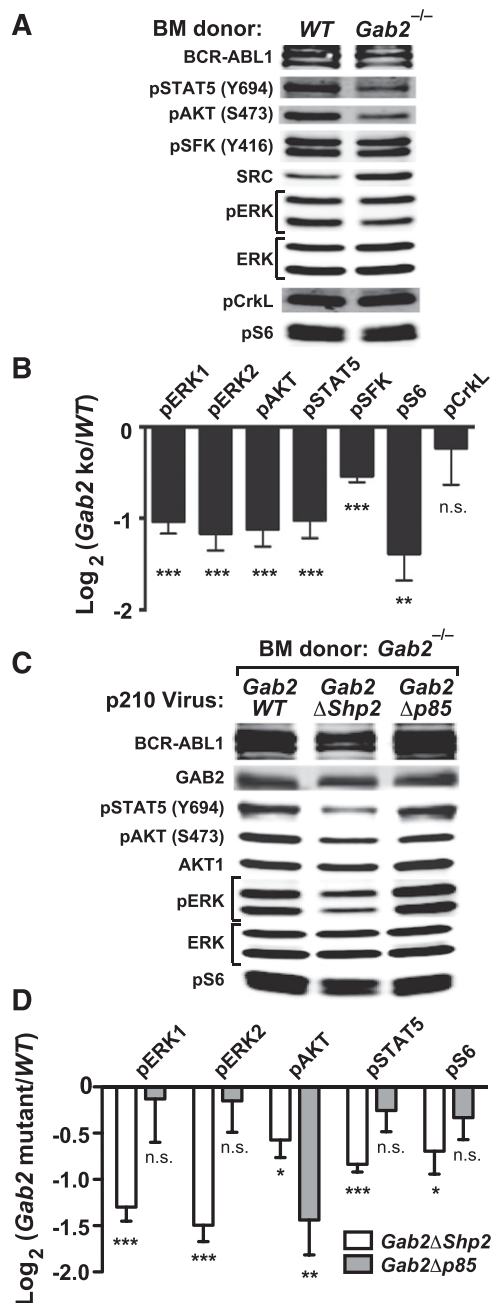 A
BM donor: WT Gab2–/–
BCR-ABL1
pSTAT5 (Y694)
pAKT (S473)
pSFK (Y416)
SRC
pERK
ERK
pCrkL
pS6
B
pERK1 pERK2 pAKT pSTAT5 pSFK pS6 pCrkL
Log2 (Gab2 ko/WT)
0
-1
-2
*** *** *** *** *** ** n.s.
C
BM donor: Gab2–/–
p210 Virus: Gab2 WT Gab2 ΔShp2 Gab2 Δp85
BCR-ABL1
GAB2
pSTAT5 (Y694)
pAKT (S473)
AKT1
pERK
ERK
pS6
D
pERK1 pERK2 pAKT pSTAT5 pS6
Log2 (Gab2 mutant/WT)
0
-0.5
-1.0
-1.5
-2.0
*** n.s. *** n.s. * ** *** n.s. * n.s.
Gab2ΔShp2
Gab2Δp85